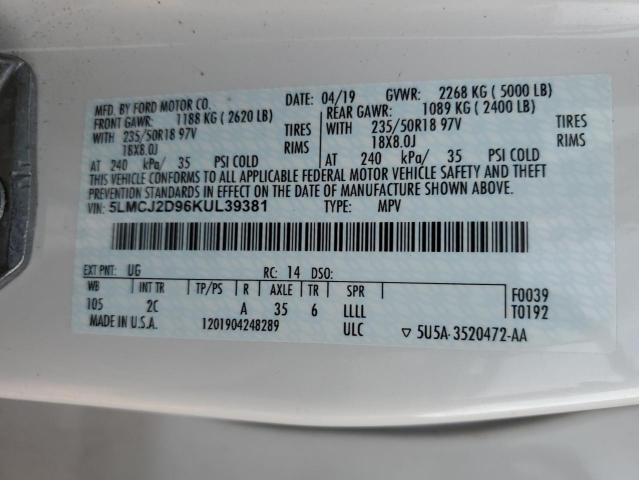 MFD. BY FORD MOTOR CO. DATE: 04/19 GVWR: 2268 KG ( 5000 LB)
FRONT GAWR: 1188 KG ( 2620 LB) REAR GAWR: 1089 KG ( 2400 LB)
WITH 235/50R18 97V TIRES WITH 235/50R18 97V TIRES
18X8.0J RIMS 18X8.0J RIMS
AT 240 kPa/ 35 PSI COLD AT 240 kPa/ 35 PSI COLD
THIS VEHICLE CONFORMS TO ALL APPLICABLE FEDERAL MOTOR VEHICLE SAFETY AND THEFT
PREVENTION STANDARDS IN EFFECT ON THE DATE OF MANUFACTURE SHOWN ABOVE.
VIN: 5LMCJ2D96KUL39381 TYPE: MPV
EXT PNT: UG RC: 14 DSO:
WB INT TR TP/PS R AXLE TR SPR F0039
105 2C A 35 6 LLLL T0192
MADE IN U.S.A. 1201904248289 ULC ▽ 5U5A-3520472-AA